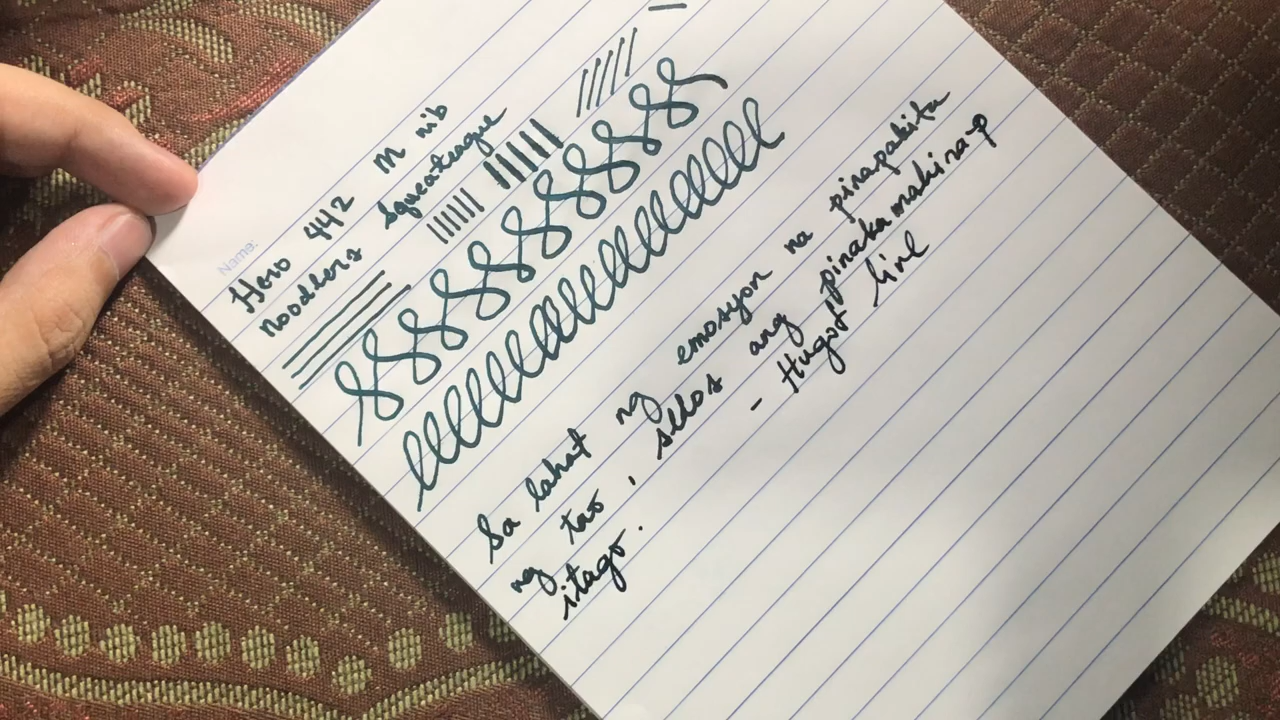 Name:
Hero 442 M nib
Noodlers Squeateague
Sa lahat ng emosyon na pinapakita
ng tao, selos ang pinakamahirap
itago. - Hugot line